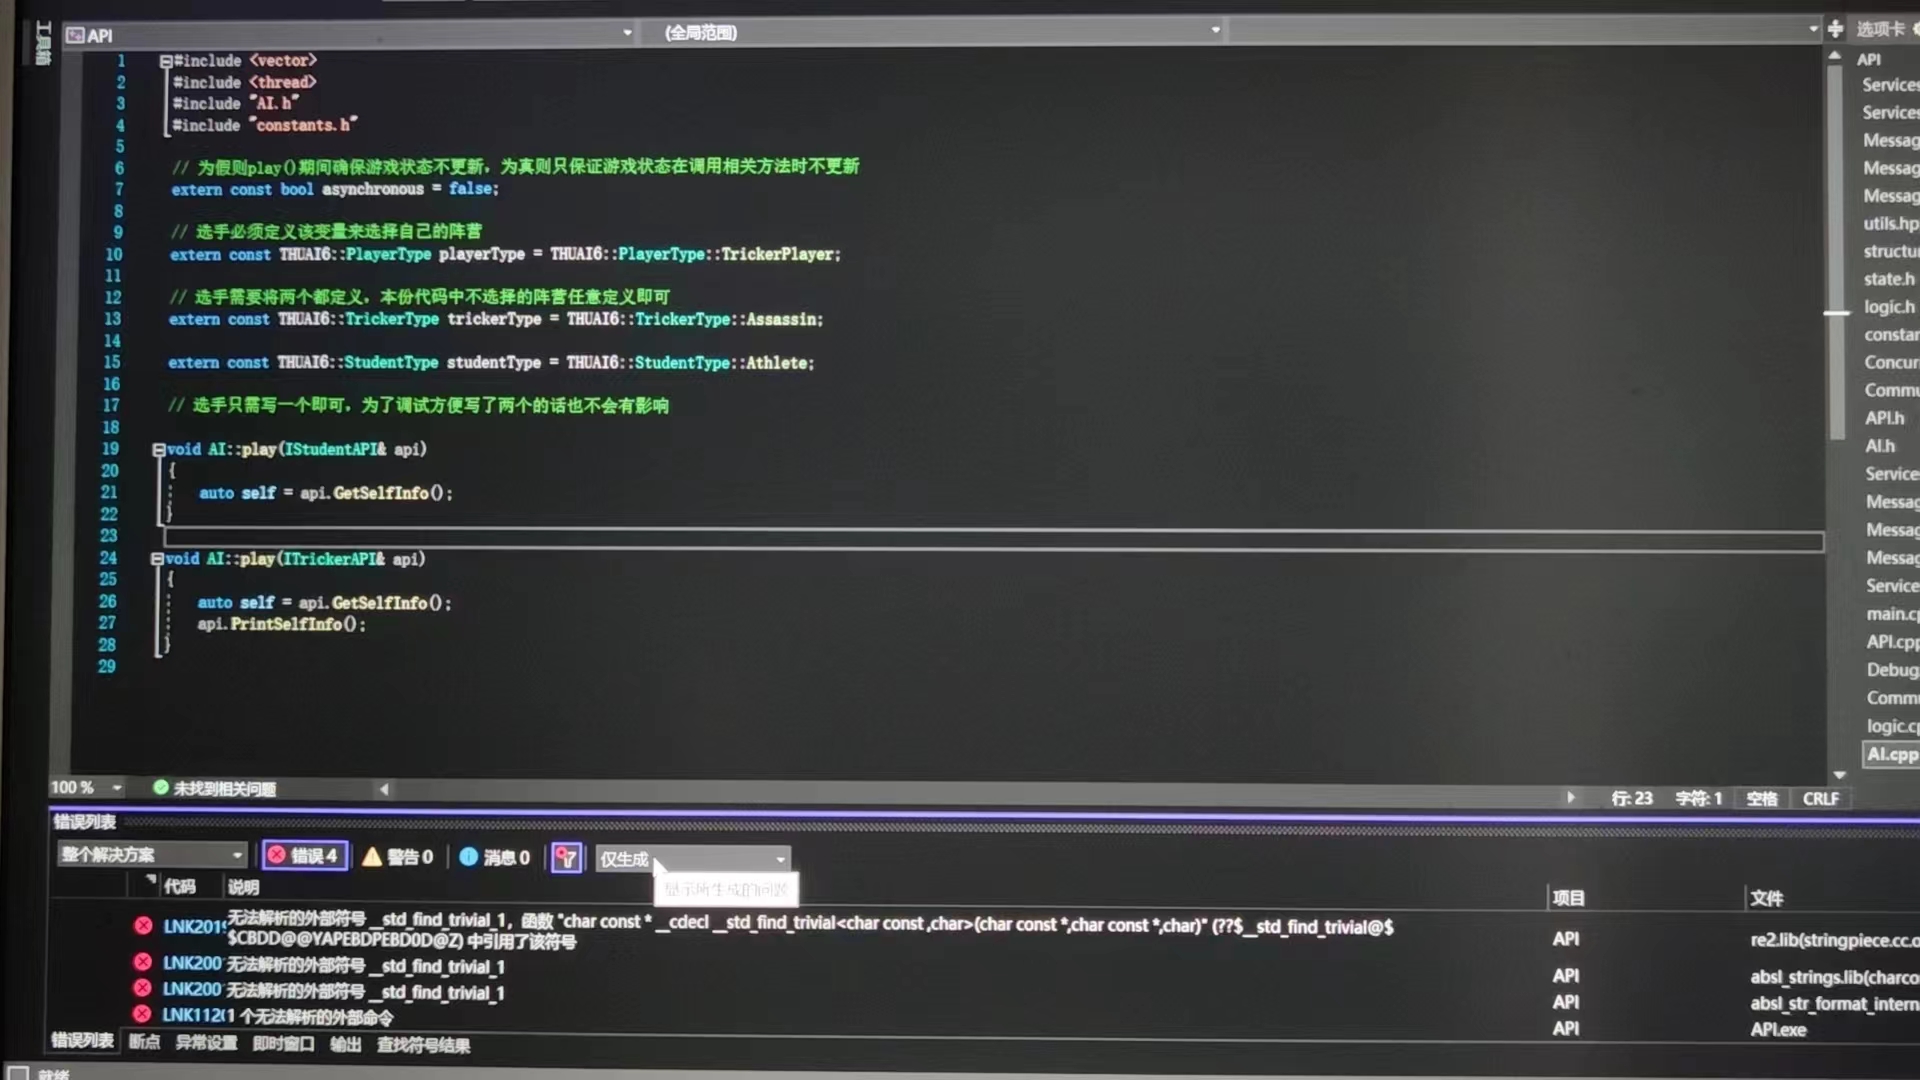 工具箱
API
(全局范围)
选项卡
1 #include <vector>
2 #include <thread>
3 #include "AI.h"
4 #include "constants.h"
5
6 // 为假则play()期间确保游戏状态不更新，为真则只保证游戏状态在调用相关方法时不更新
7 extern const bool asynchronous = false;
8
9 // 选手必须定义该变量来选择自己的阵营
10 extern const THUAI6::PlayerType playerType = THUAI6::PlayerType::TrickerPlayer;
11
12 // 选手需要将两个都定义，本份代码中不选择的阵营任意定义即可
13 extern const THUAI6::TrickerType trickerType = THUAI6::TrickerType::Assassin;
14
15 extern const THUAI6::StudentType studentType = THUAI6::StudentType::Athlete;
16
17 // 选手只需写一个即可，为了调试方便写了两个的话也不会有影响
18
19 void AI::play(IStudentAPI& api)
20 {
21 auto self = api.GetSelfInfo();
22 }
23
24 void AI::play(ITrickerAPI& api)
25 {
26 auto self = api.GetSelfInfo();
27 api.PrintSelfInfo();
28 }
29
API
Services
Services
Messag
Messag
Messag
utils.hp
structu
state.h
logic.h
constan
Concur
Commu
API.h
AI.h
Service
Messag
Messag
Messag
Service
main.cp
API.cpp
Debug
Comm
logic.cp
AI.cpp
100 %
未找到相关问题
行: 23
字符: 1
空格
CRLF
错误列表
整个解决方案
错误 4
警告 0
消息 0
仅生成
显示所生成的问题
代码
说明
项目
文件
LNK2019 无法解析的外部符号 __std_find_trivial_1，函数 "char const * __cdecl __std_find_trivial<char const ,char>(char const *,char const *,char)" (??$__std_find_trivial@$
$CBDD@@YAPEBDPEBD0D@Z) 中引用了该符号
API
re2.lib(stringpiece.cc.o
LNK200 无法解析的外部符号 __std_find_trivial_1
API
absl_strings.lib(charco
LNK200 无法解析的外部符号 __std_find_trivial_1
API
absl_str_format_intern
LNK112 1 个无法解析的外部命令
API
API.exe
错误列表 断点 异常设置 即时窗口 输出 查找符号结果
就绪